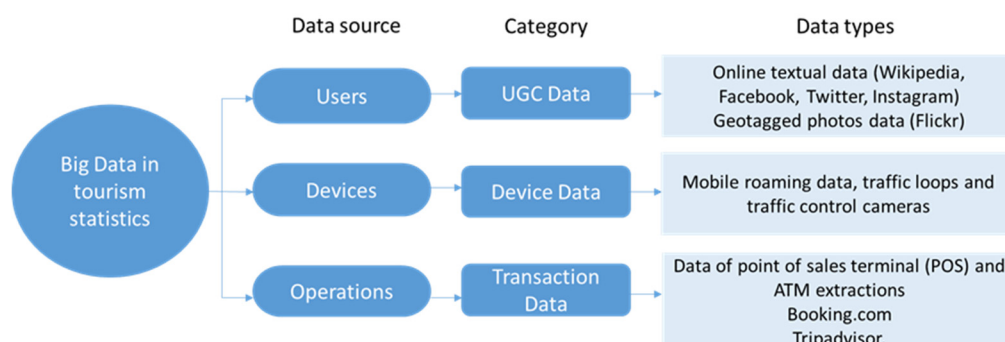 Data source
Category
Data types
Big Data in
tourism
statistics
Users
UGC Data
Online textual data (Wikipedia,
Facebook, Twitter, Instagram)
Geotagged photos data (Flickr)
Devices
Device Data
Mobile roaming data, traffic loops and
traffic control cameras
Operations
Transaction
Data
Data of point of sales terminal (POS) and
ATM extractions
Booking.com
Tripadvisor